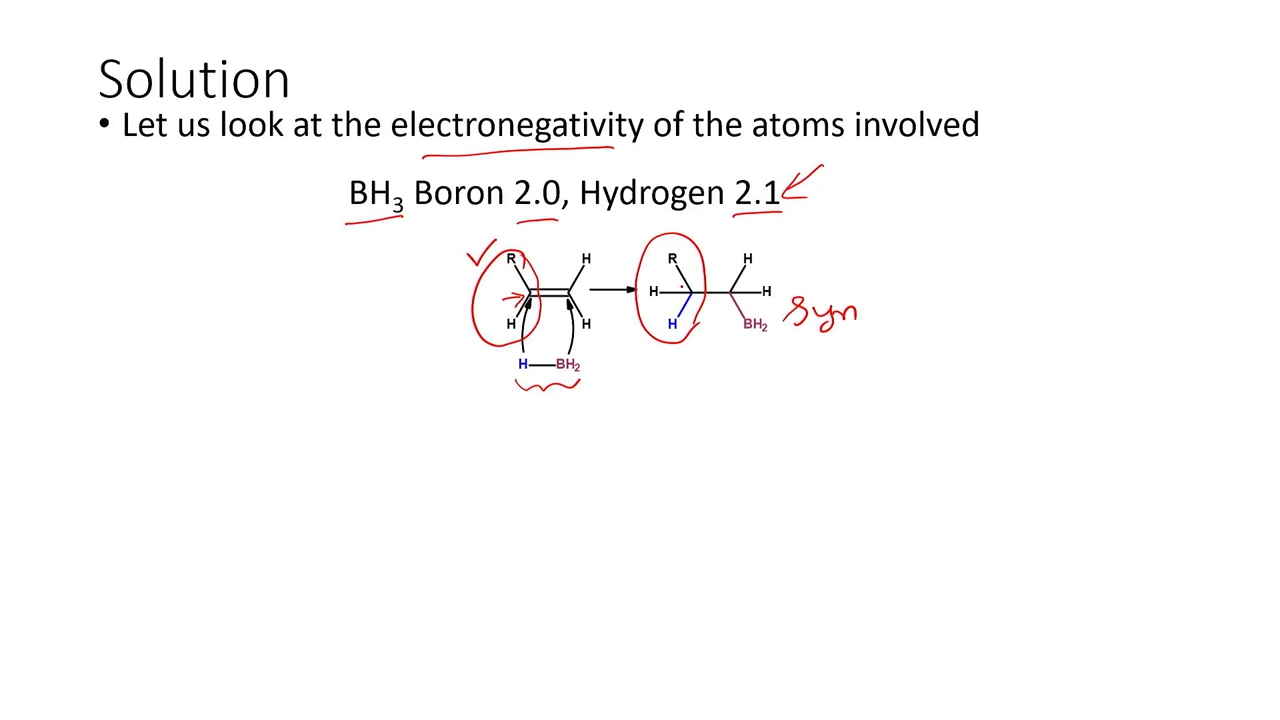 Solution
• Let us look at the electronegativity of the atoms involved
BH₃ Boron 2.0, Hydrogen 2.1
R H R H
H H
H H H BH₂ Syn
H BH₂